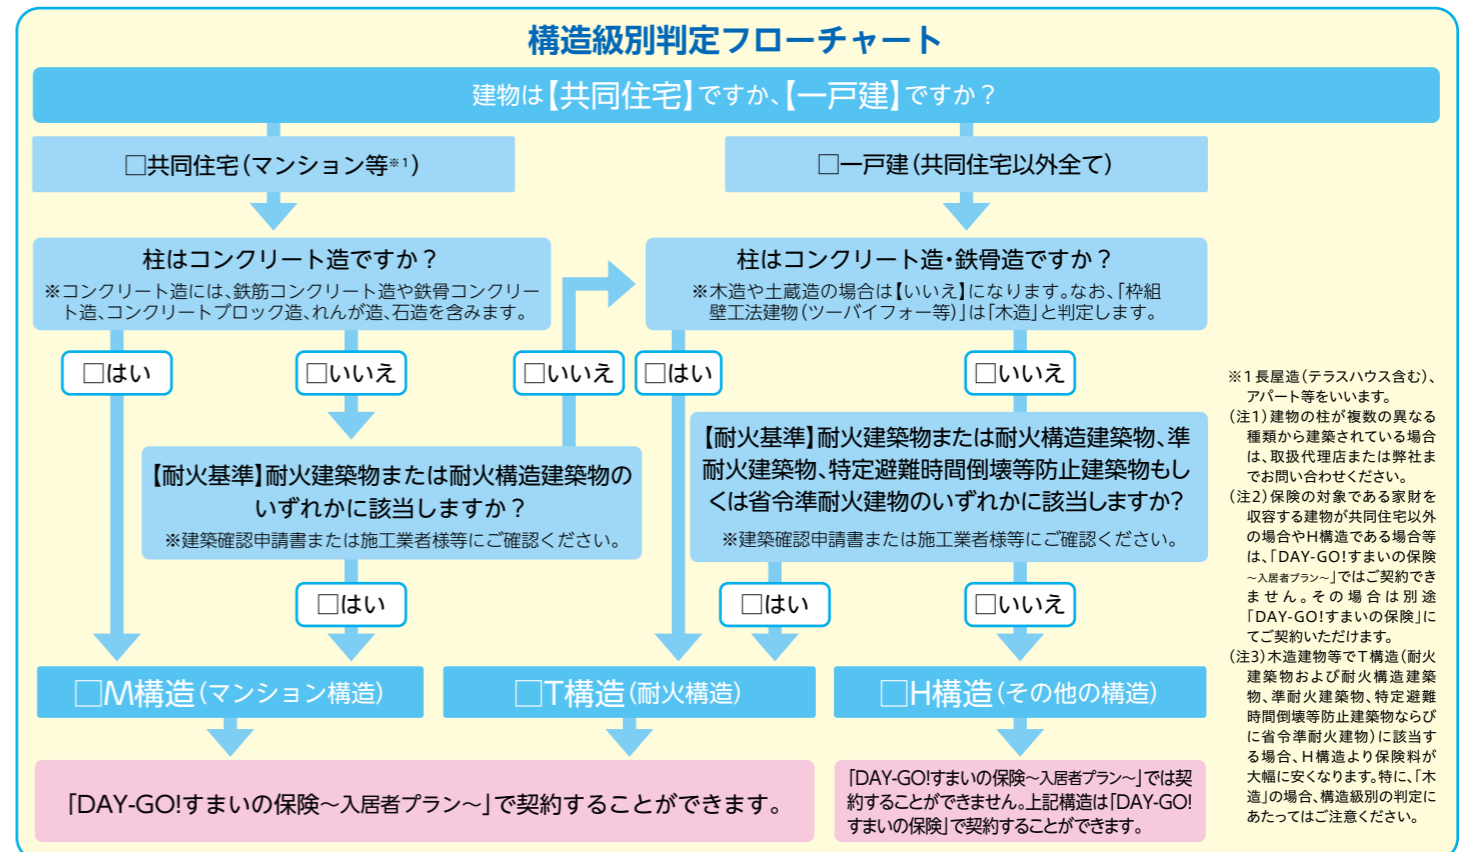 構造級別判定フローチャート
建物は【共同住宅】ですか、【一戸建】ですか？
□共同住宅（マンション等※1）
□一戸建（共同住宅以外全て）
柱はコンクリート造ですか？
※コンクリート造には、鉄筋コンクリート造や鉄骨コンクリー
ト造、コンクリートブロック造、れんが造、石造を含みます。
柱はコンクリート造・鉄骨造ですか？
※木造や土蔵造の場合は【いいえ】になります。なお、「枠組
壁工法建物（ツーバイフォー等）」は「木造」と判定します。
□はい
□いいえ
□いいえ
□はい
□いいえ
【耐火基準】耐火建築物または耐火構造建築物の
いずれかに該当しますか？
※建築確認申請書または施工業者様等にご確認ください。
【耐火基準】耐火建築物または耐火構造建築物、準
耐火建築物、特定避難時間倒壊等防止建築物もし
くは省令準耐火建物のいずれかに該当しますか？
※建築確認申請書または施工業者様等にご確認ください。
□はい
□はい
□いいえ
□M構造（マンション構造）
□T構造（耐火構造）
□H構造（その他の構造）
「DAY-GO!すまいの保険～入居者プラン～」で契約することができます。
「DAY-GO!すまいの保険～入居者プラン～」では契
約することができません。上記構造は「DAY-GO!
すまいの保険」で契約することができます。
※1 長屋造（テラスハウス含む）、
アパート等をいいます。
（注1）建物の柱が複数の異なる
種類から建築されている場合
は、取扱代理店または弊社ま
でお問い合わせください。
（注2）保険の対象である家財を
収容する建物が共同住宅以外
の場合やH構造である場合等
は、「DAY-GO!すまいの保険
～入居者プラン～」ではご契約でき
ません。その場合は別途
「DAY-GO!すまいの保険」に
てご契約いただけます。
（注3）木造建物等でT構造（耐火
建築物および耐火構造建築
物、準耐火建築物、特定避難
時間倒壊等防止建築物ならび
に省令準耐火建物）に該当す
る場合、H構造より保険料が
大幅に安くなります。特に、「木
造」の場合、構造級別の判定に
あたってはご注意ください。